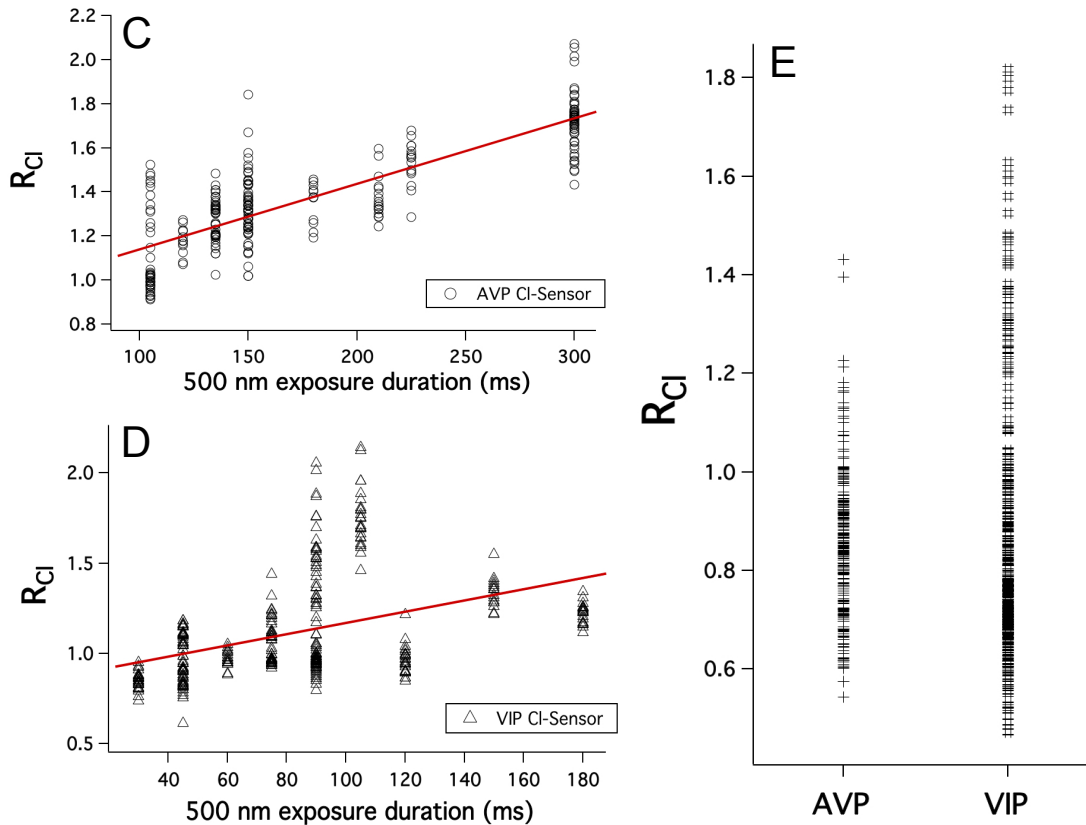 C
2.2
2.0
1.8
1.6
1.4
1.2
1.0
0.8
R_Cl
100 150 200 250 300
500 nm exposure duration (ms)
AVP Cl-Sensor
D
2.0
1.5
1.0
0.5
R_Cl
40 60 80 100 120 140 160 180
500 nm exposure duration (ms)
VIP Cl-Sensor
E
1.8
1.6
1.4
1.2
1.0
0.8
0.6
R_Cl
AVP VIP